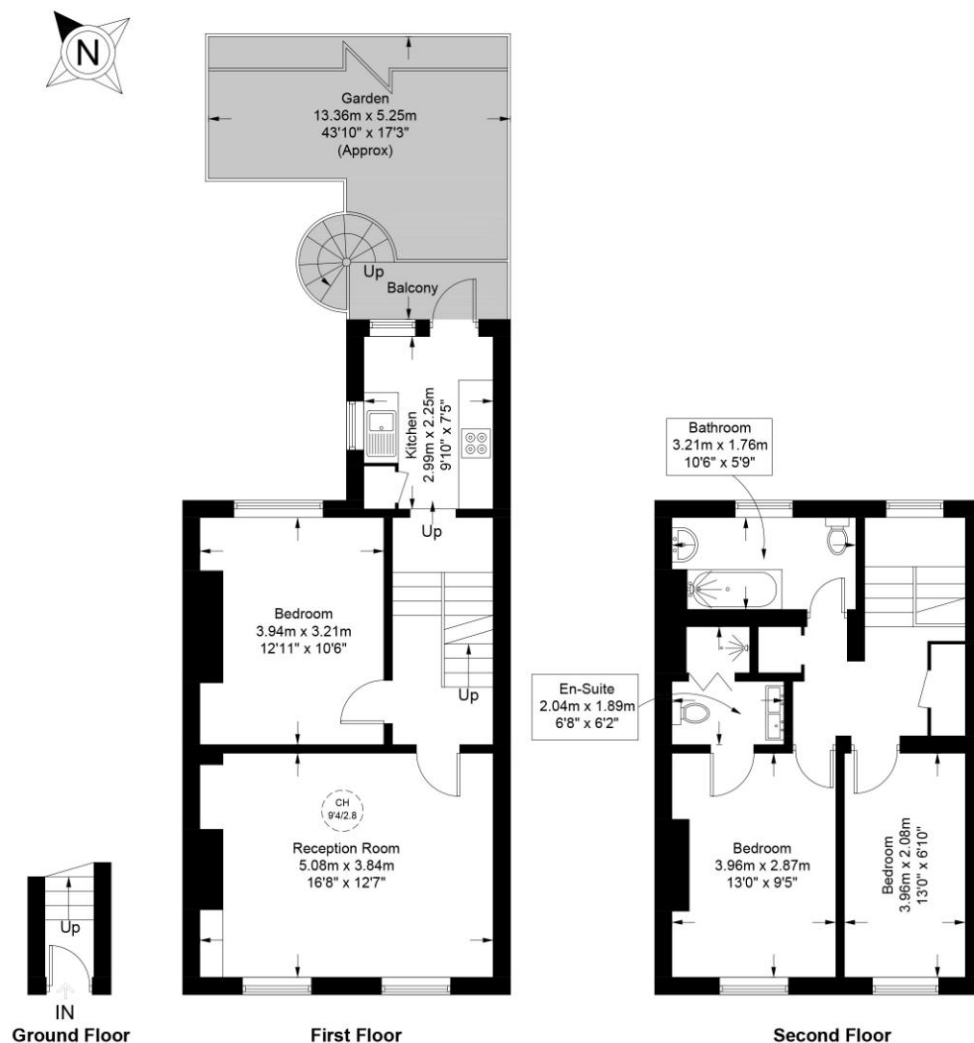 N
Garden
13.36m x 5.25m
43'10" x 17'3"
(Approx)
Up
Balcony
Kitchen
2.99m x 2.25m
9'10" x 7'5"
Up
Bedroom
3.94m x 3.21m
12'11" x 10'6"
Up
CH
9'4/2.8
Reception Room
5.08m x 3.84m
16'8" x 12'7"
Up
IN
Ground Floor
First Floor
Bathroom
3.21m x 1.76m
10'6" x 5'9"
En-Suite
2.04m x 1.89m
6'8" x 6'2"
Bedroom
3.96m x 2.87m
13'0" x 9'5"
Bedroom
3.96m x 2.08m
13'0" x 6'10"
Second Floor